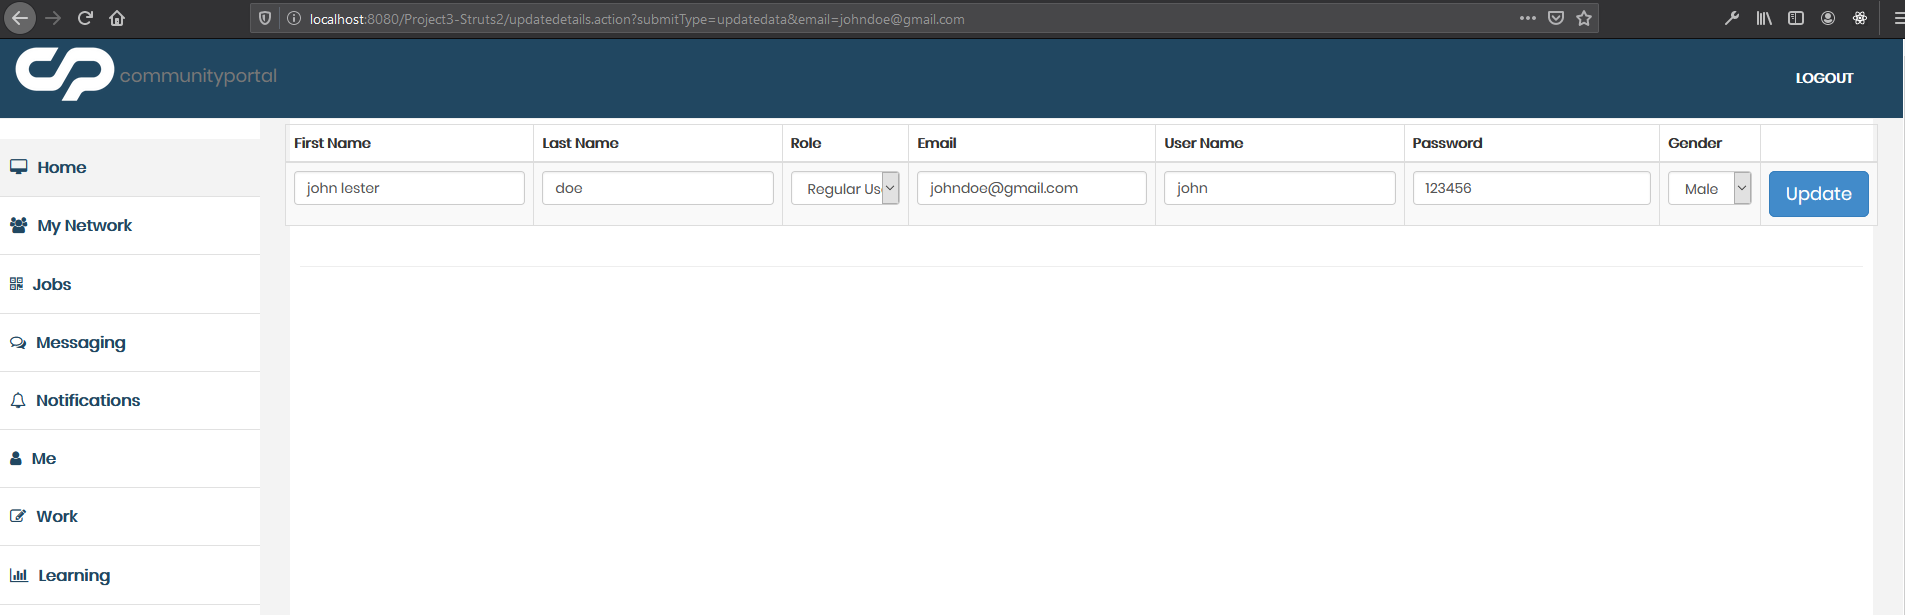 localhost:8080/Project3-Struts2/updatedetails.action?submitType=updatedata&email=johndoe@gmail.com
communityportal
LOGOUT
First Name Last Name Role Email User Name Password Gender
john lester doe Regular Us johndoe@gmail.com john 123456 Male Update
Home
My Network
Jobs
Messaging
Notifications
Me
Work
Learning